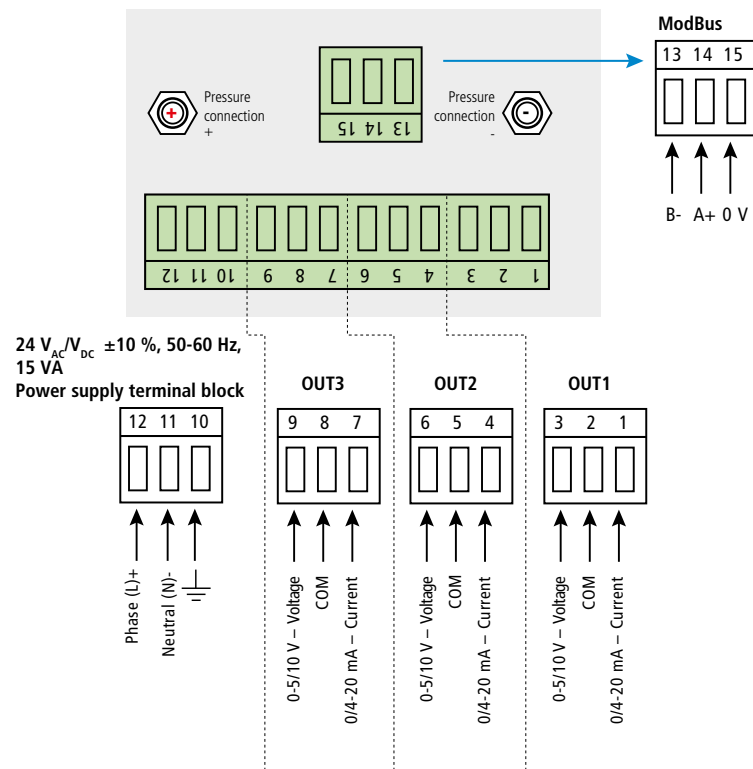 ModBus
13 14 15
B- A+ 0 V
Pressure
connection
+
+
15 14 13
Pressure
connection
-
-
12 11 10 9 8 7 6 5 4 3 2 1
24 VAC/VDC ±10 %, 50-60 Hz,
15 VA
Power supply terminal block
12 11 10
Phase (L)+
Neutral (N)-
OUT3
9 8 7
0-5/10 V – Voltage
COM
0/4-20 mA – Current
OUT2
6 5 4
0-5/10 V – Voltage
COM
0/4-20 mA – Current
OUT1
3 2 1
0-5/10 V – Voltage
COM
0/4-20 mA – Current